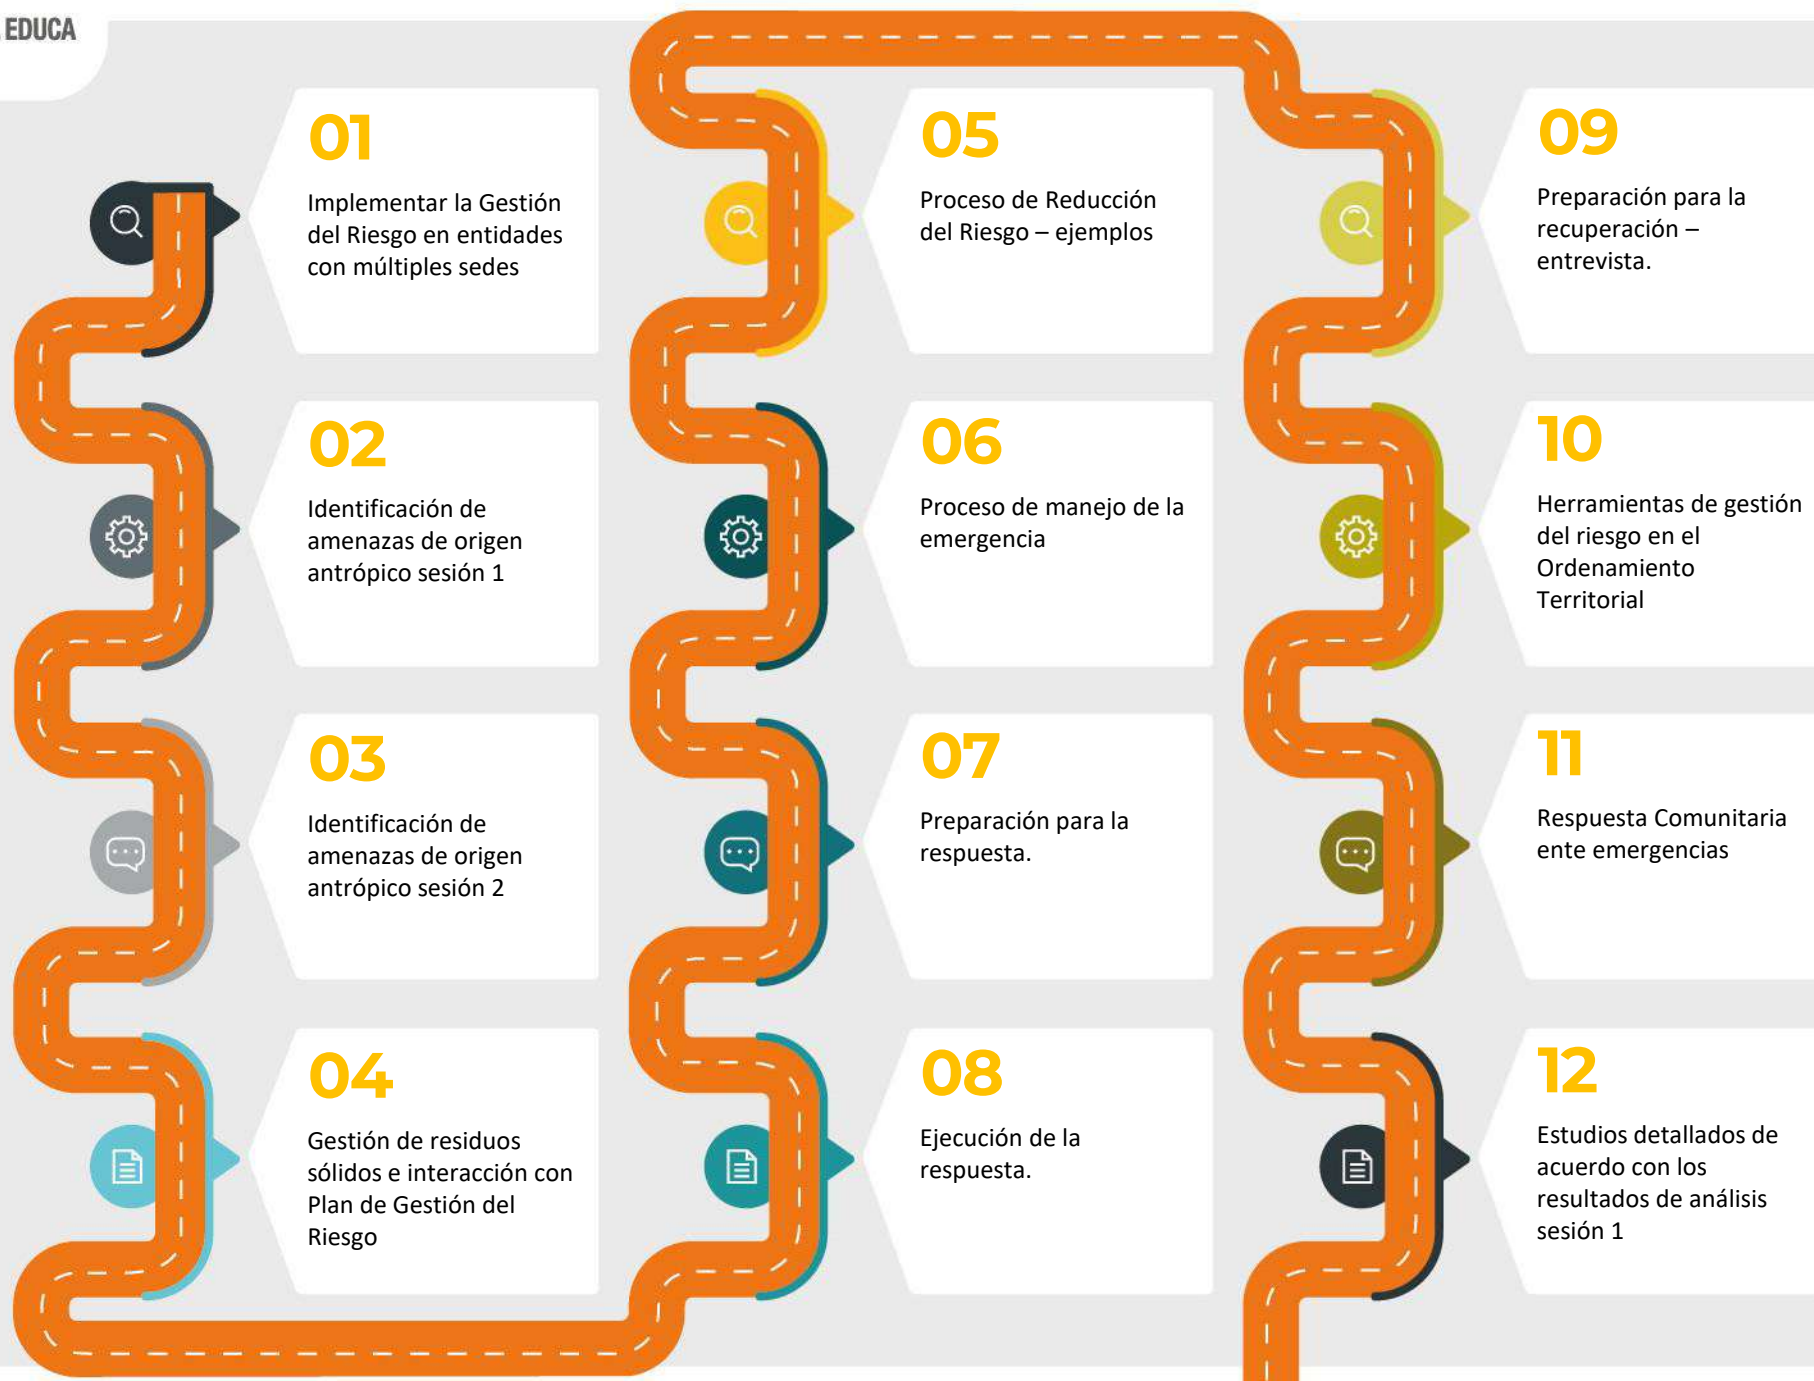 EDUCA
01
Implementar la Gestión
del Riesgo en entidades
con múltiples sedes
02
Identificación de
amenazas de origen
antrópico sesión 1
03
Identificación de
amenazas de origen
antrópico sesión 2
04
Gestión de residuos
sólidos e interacción con
Plan de Gestión del
Riesgo
05
Proceso de Reducción
del Riesgo – ejemplos
06
Proceso de manejo de la
emergencia
07
Preparación para la
respuesta.
08
Ejecución de la
respuesta.
09
Preparación para la
recuperación –
entrevista.
10
Herramientas de gestión
del riesgo en el
Ordenamiento
Territorial
11
Respuesta Comunitaria
ente emergencias
12
Estudios detallados de
acuerdo con los
resultados de análisis
sesión 1